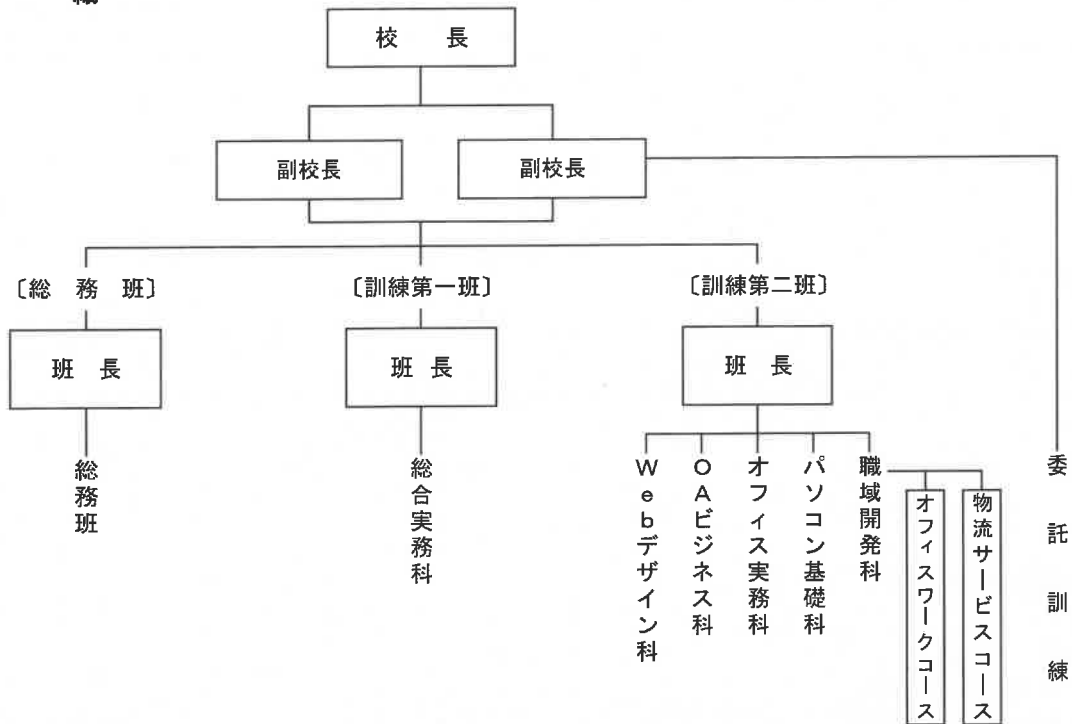 校　長
副校長
副校長
〔総　務　班〕
〔訓練第一班〕
〔訓練第二班〕
班　長
班　長
班　長
総務班
総合実務科
Ｗｅｂデザイン科
ＯＡビジネス科
オフィス実務科
パソコン基礎科
職域開発科
オフィスワークコース
物流サービスコース
委託訓練